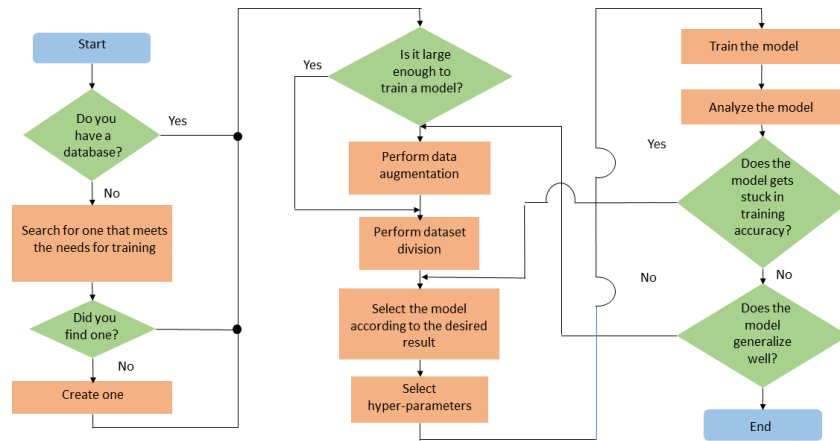 Start
Do you
have a
database?
Yes
No
Search for one that meets
the needs for training
Did you
find one?
No
Create one
Is it large
enough to
train a model?
Yes
Perform data
augmentation
Perform dataset
division
Select the model
according to the desired
result
Select
hyper-parameters
Train the model
Analyze the model
Yes
Does the
model gets
stuck in
training
accuracy?
No
No
Does the
model
generalize
well?
End